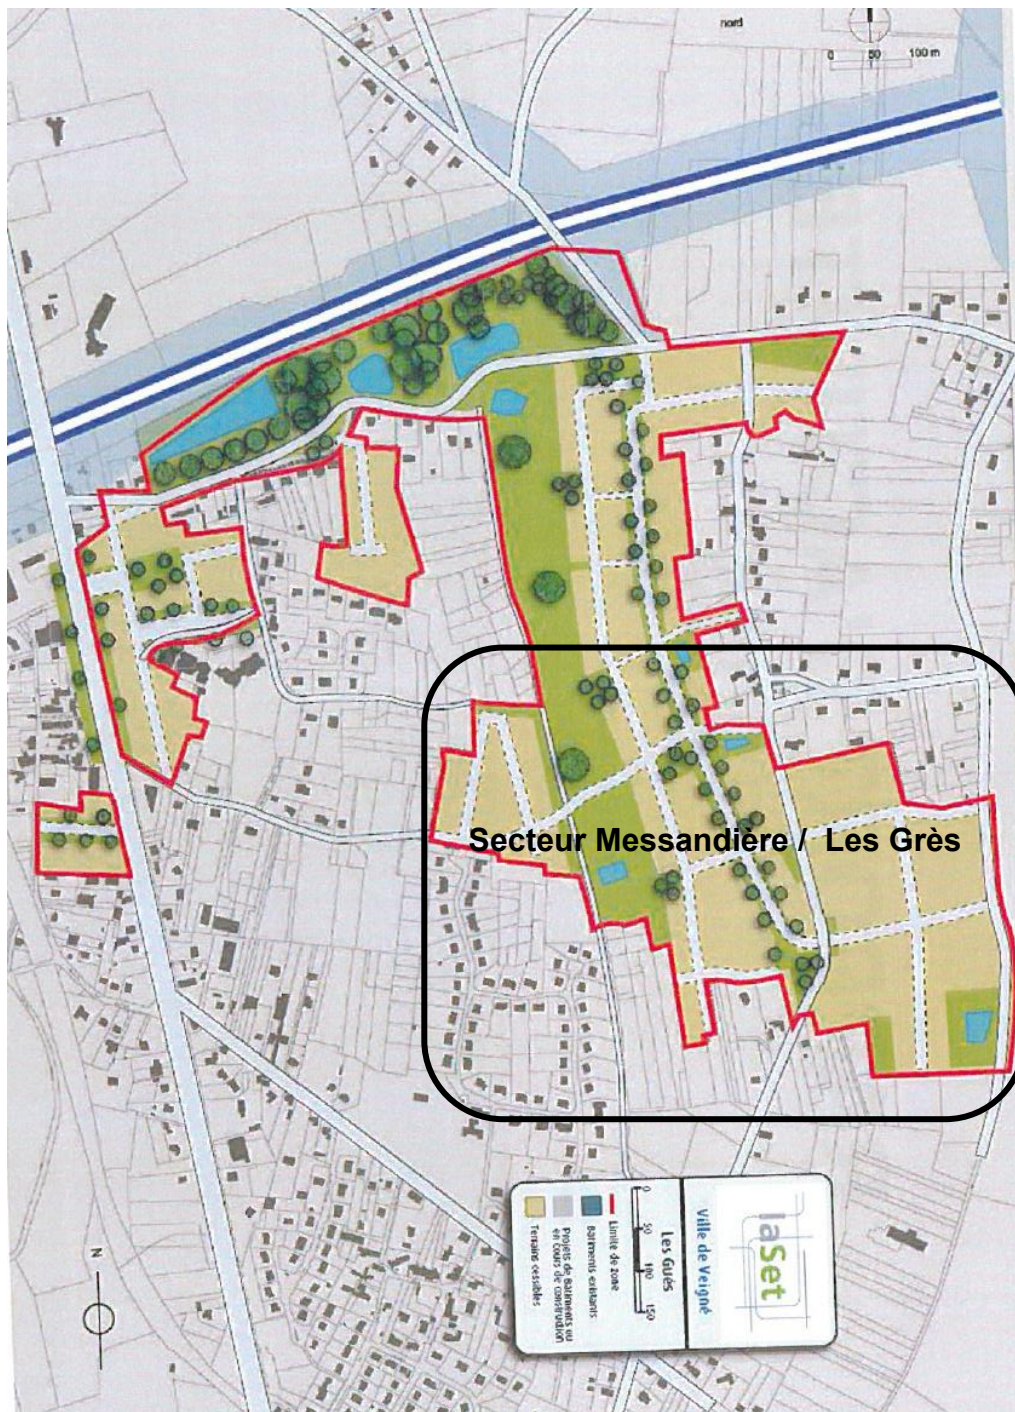 nord
0 50 100 m
Secteur Messandière / Les Grès
laSet
Ville de Veigné
Les Gués
0 50 100 150
Limite de zone
Bâtiments existants
Projets de Bâtiments ou
en cours de construction
Terrains cessibles
N